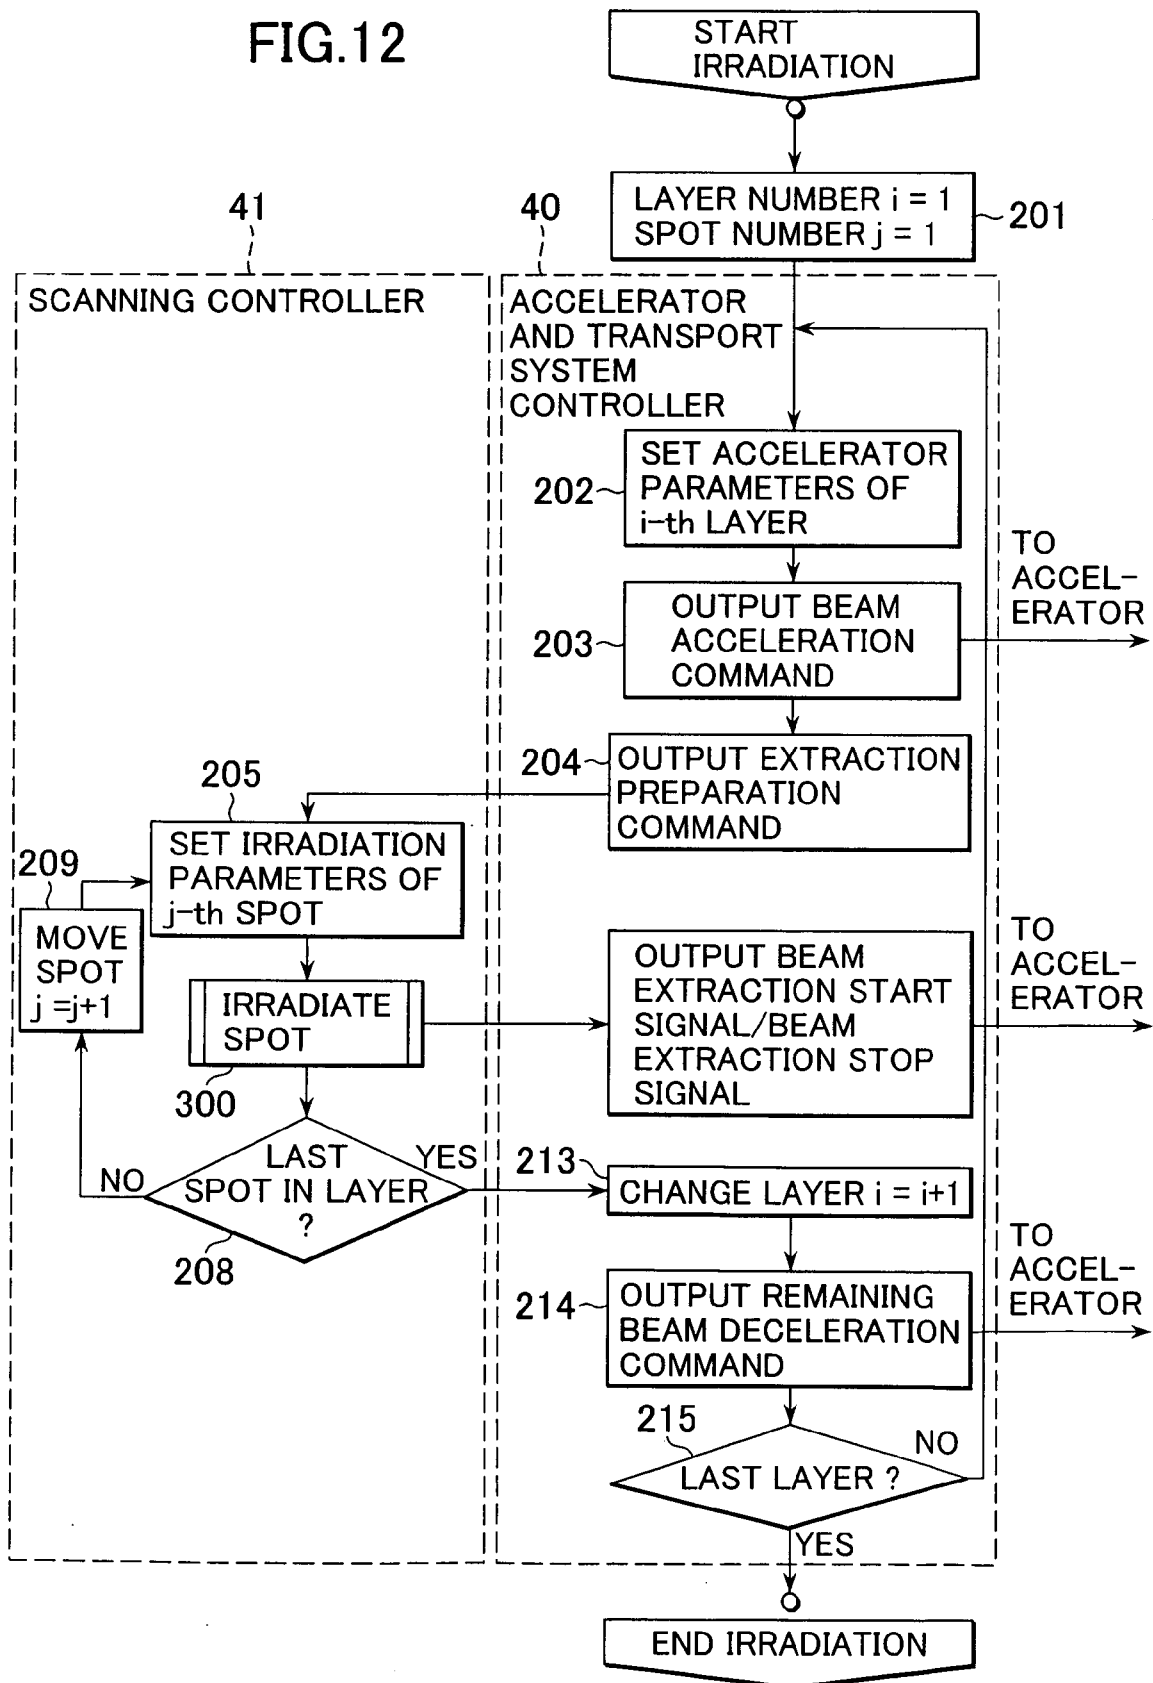 FIG.12
START
IRRADIATION
LAYER NUMBER i = 1
SPOT NUMBER j = 1
201
41
40
SCANNING CONTROLLER
ACCELERATOR
AND TRANSPORT
SYSTEM
CONTROLLER
202
SET ACCELERATOR
PARAMETERS OF
i-th LAYER
203
OUTPUT BEAM
ACCELERATION
COMMAND
TO
ACCEL-
ERATOR
204
OUTPUT EXTRACTION
PREPARATION
COMMAND
205
SET IRRADIATION
PARAMETERS OF
j-th SPOT
209
MOVE
SPOT
j =j+1
IRRADIATE
SPOT
300
OUTPUT BEAM
EXTRACTION START
SIGNAL/BEAM
EXTRACTION STOP
SIGNAL
TO
ACCEL-
ERATOR
LAST
SPOT IN LAYER
?
NO
YES
208
213
CHANGE LAYER i = i+1
214
OUTPUT REMAINING
BEAM DECELERATION
COMMAND
TO
ACCEL-
ERATOR
215
LAST LAYER ?
NO
YES
END IRRADIATION